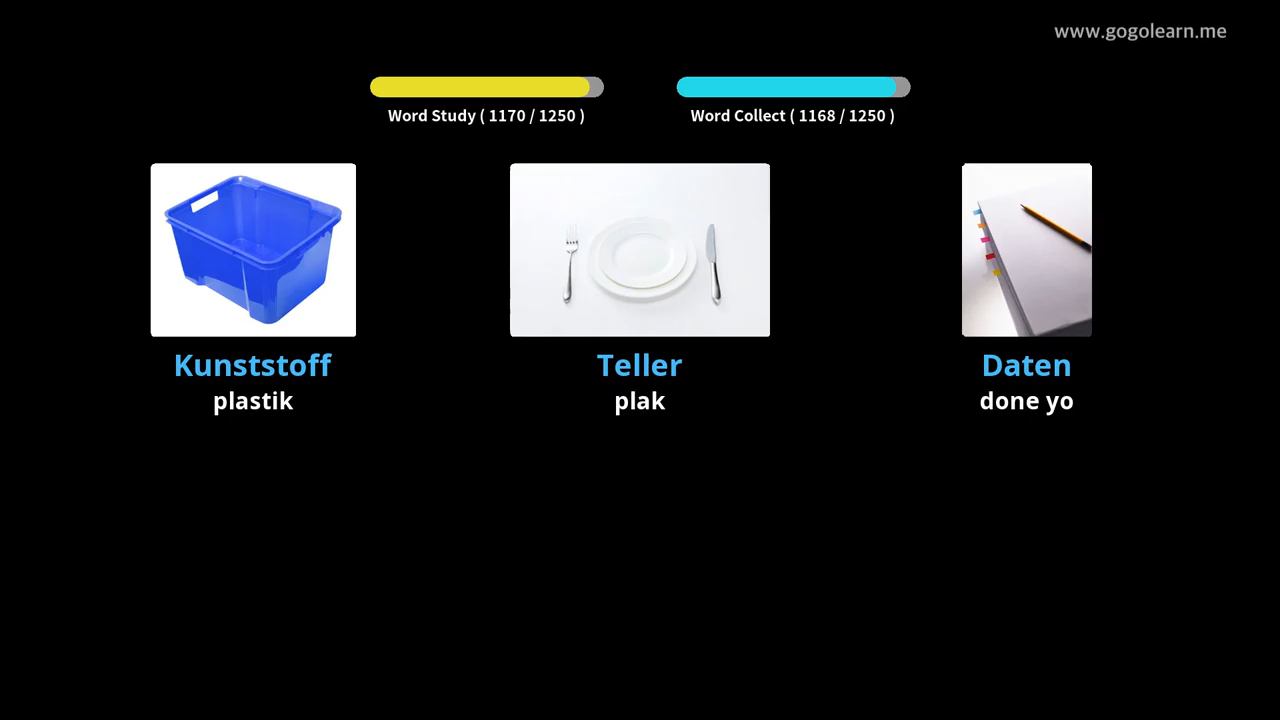 www.gogolearn.me
Word Study ( 1170 / 1250 )
Word Collect ( 1168 / 1250 )
Kunststoff
plastik
Teller
plak
Daten
done yo